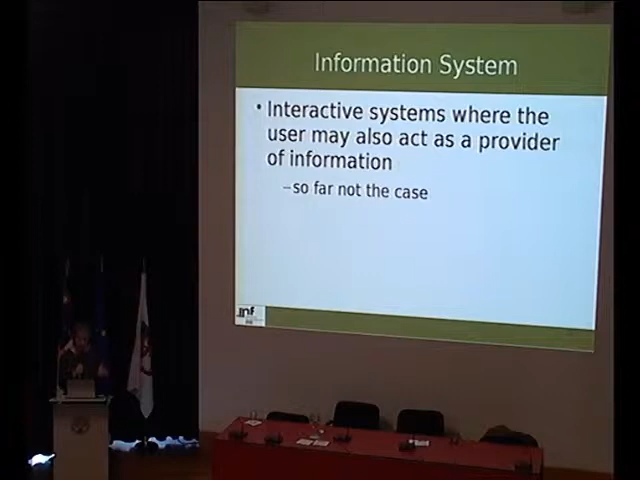 Information System
• Interactive systems where the
user may also act as a provider
of information
–so far not the case
inf